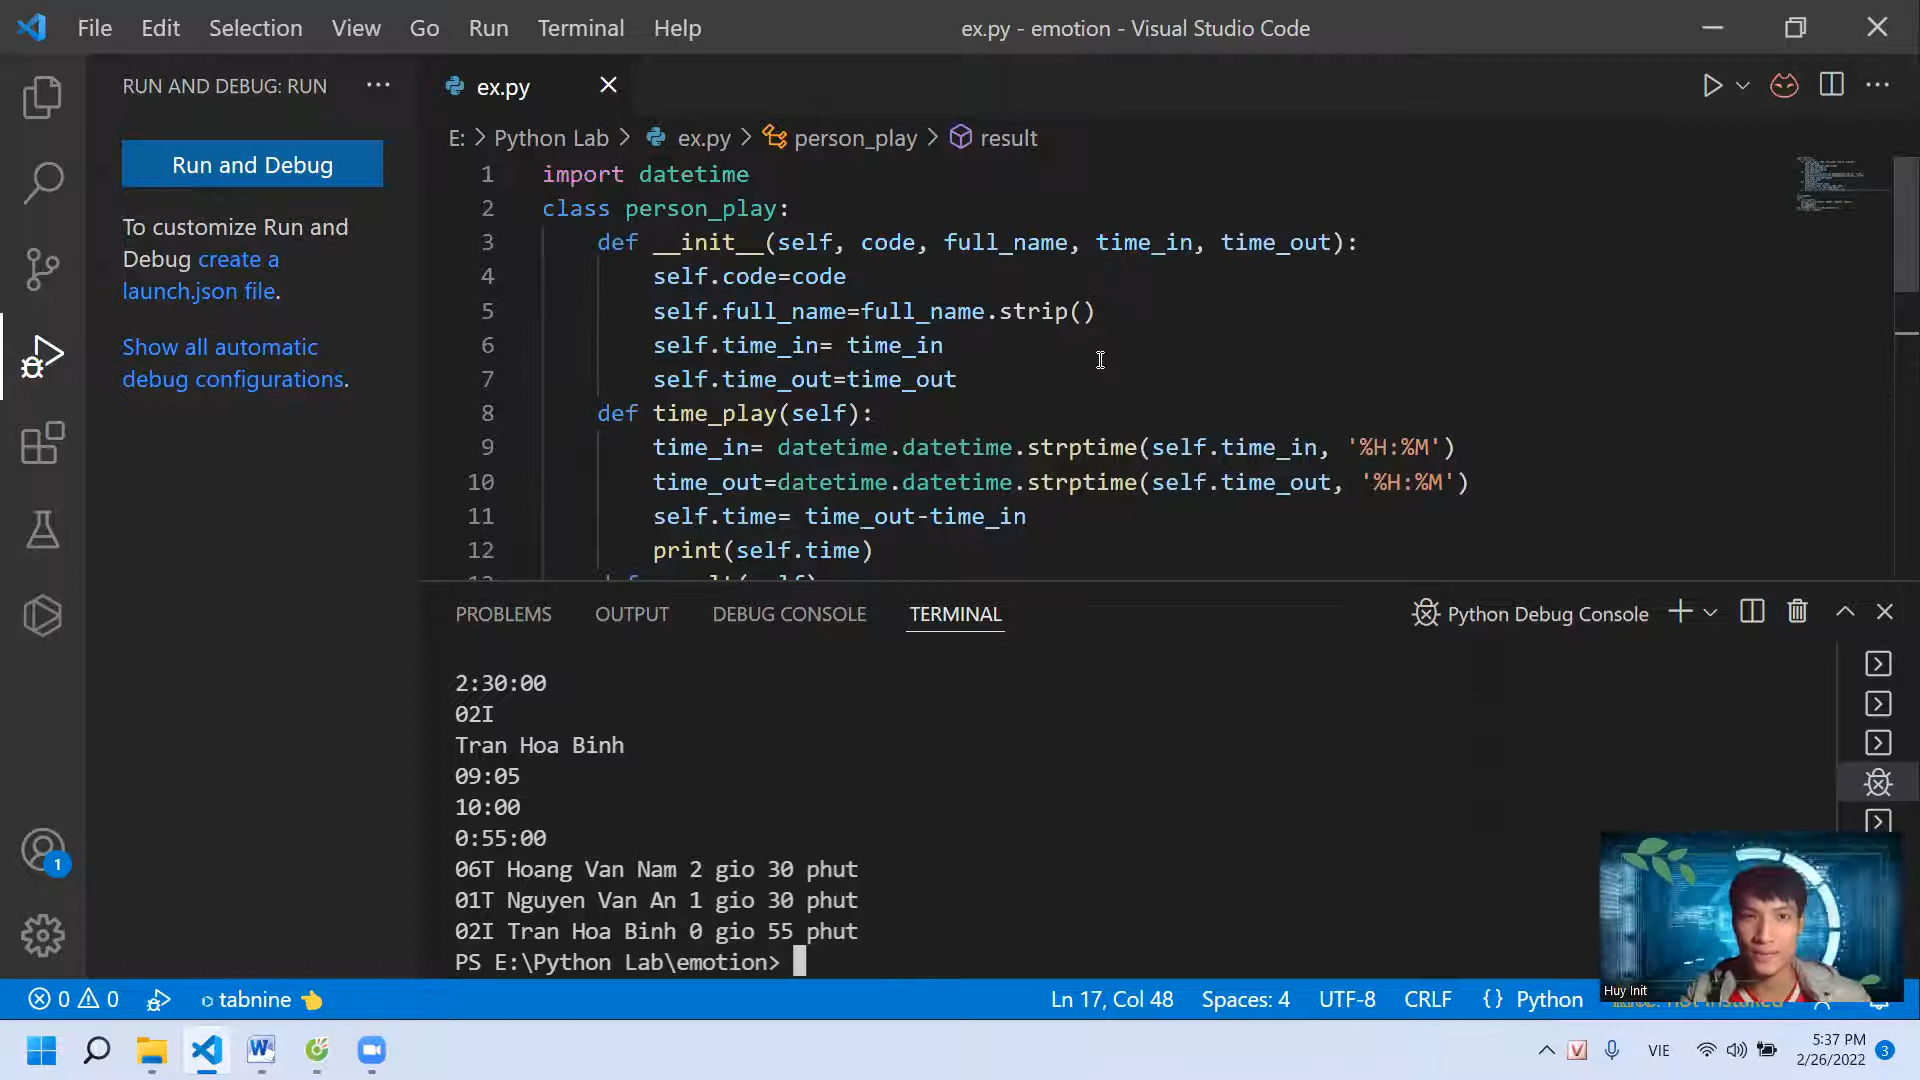 File Edit Selection View Go Run Terminal Help
ex.py - emotion - Visual Studio Code
RUN AND DEBUG: RUN
Run and Debug
To customize Run and
Debug create a
launch.json file.
Show all automatic
debug configurations.
ex.py
E: > Python Lab > ex.py > person_play > result
1 import datetime
2 class person_play:
3 def __init__(self, code, full_name, time_in, time_out):
4 self.code=code
5 self.full_name=full_name.strip()
6 self.time_in= time_in
7 self.time_out=time_out
8 def time_play(self):
9 time_in= datetime.datetime.strptime(self.time_in, '%H:%M')
10 time_out=datetime.datetime.strptime(self.time_out, '%H:%M')
11 self.time= time_out-time_in
12 print(self.time)
PROBLEMS OUTPUT DEBUG CONSOLE TERMINAL
Python Debug Console
2:30:00
02I
Tran Hoa Binh
09:05
10:00
0:55:00
06T Hoang Van Nam 2 gio 30 phut
01T Nguyen Van An 1 gio 30 phut
02I Tran Hoa Binh 0 gio 55 phut
PS E:\Python Lab\emotion>
Huy Init
1
0 0 tabnine
Ln 17, Col 48 Spaces: 4 UTF-8 CRLF {} Python
VIE
5:37 PM
2/26/2022
3